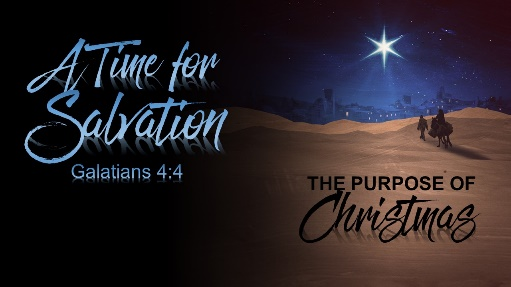 A Time for
Salvation
Galatians 4:4
THE PURPOSE OF
Christmas